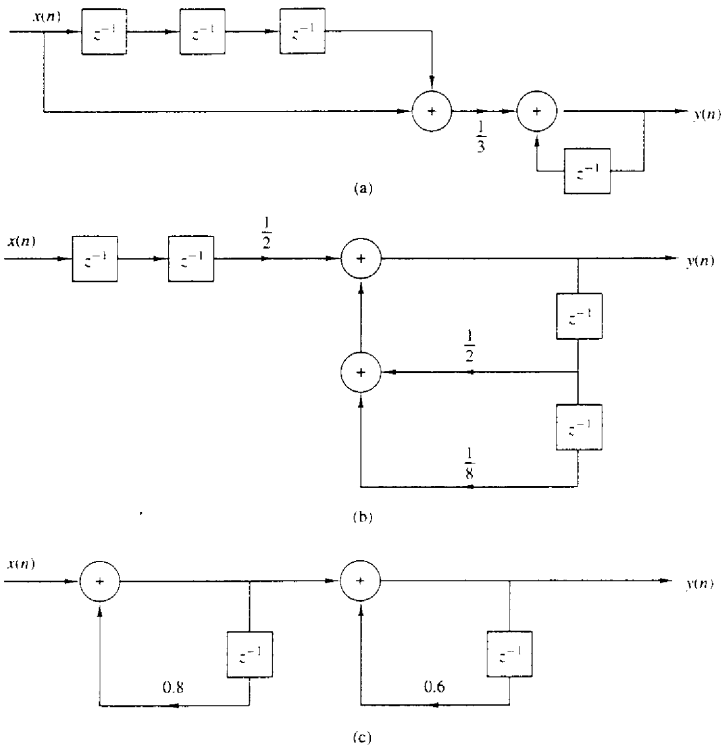 x(n)
z⁻¹ z⁻¹ z⁻¹
+ 1/3 + y(n)
z⁻¹
(a)
x(n) z⁻¹ z⁻¹ 1/2 + y(n)
z⁻¹
+ 1/2
z⁻¹
1/8
(b)
x(n) + + y(n)
z⁻¹ z⁻¹
0.8 0.6
(c)